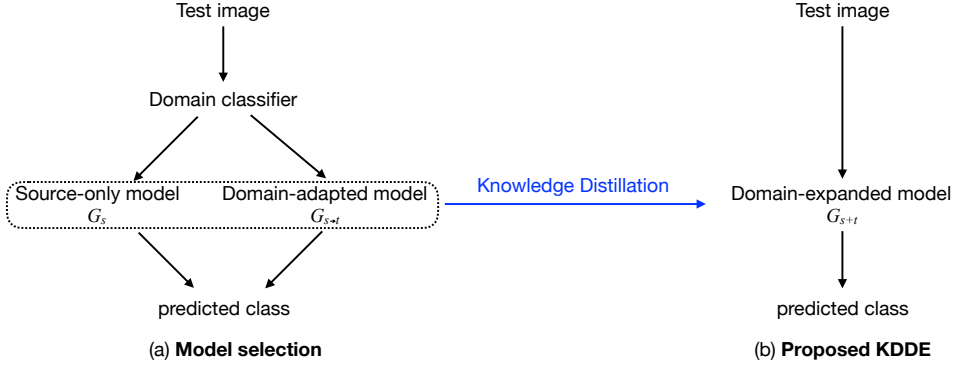 Test image
Domain classifier
Source-only model
Gs
Domain-adapted model
Gs→t
predicted class
(a) Model selection
Knowledge Distillation
Test image
Domain-expanded model
Gs+t
predicted class
(b) Proposed KDDE